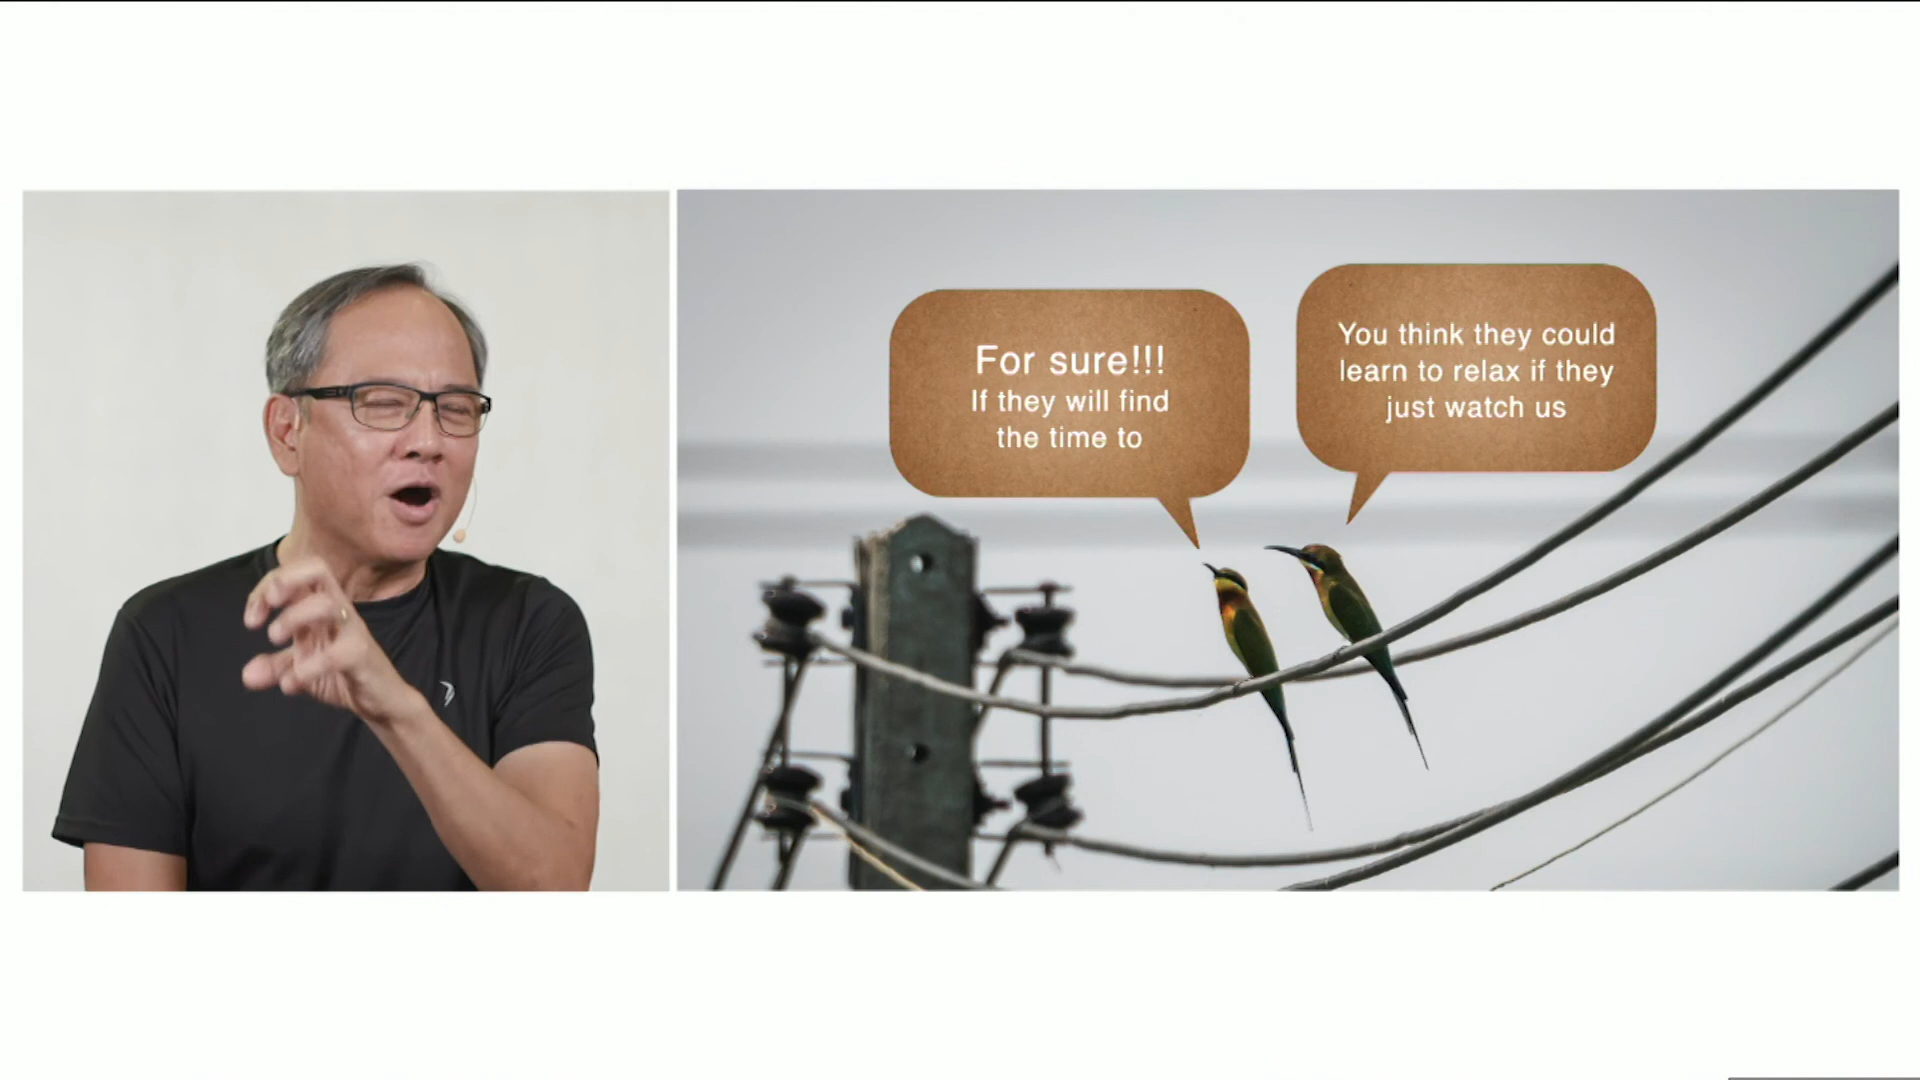 For sure!!!
If they will find
the time to
You think they could
learn to relax if they
just watch us